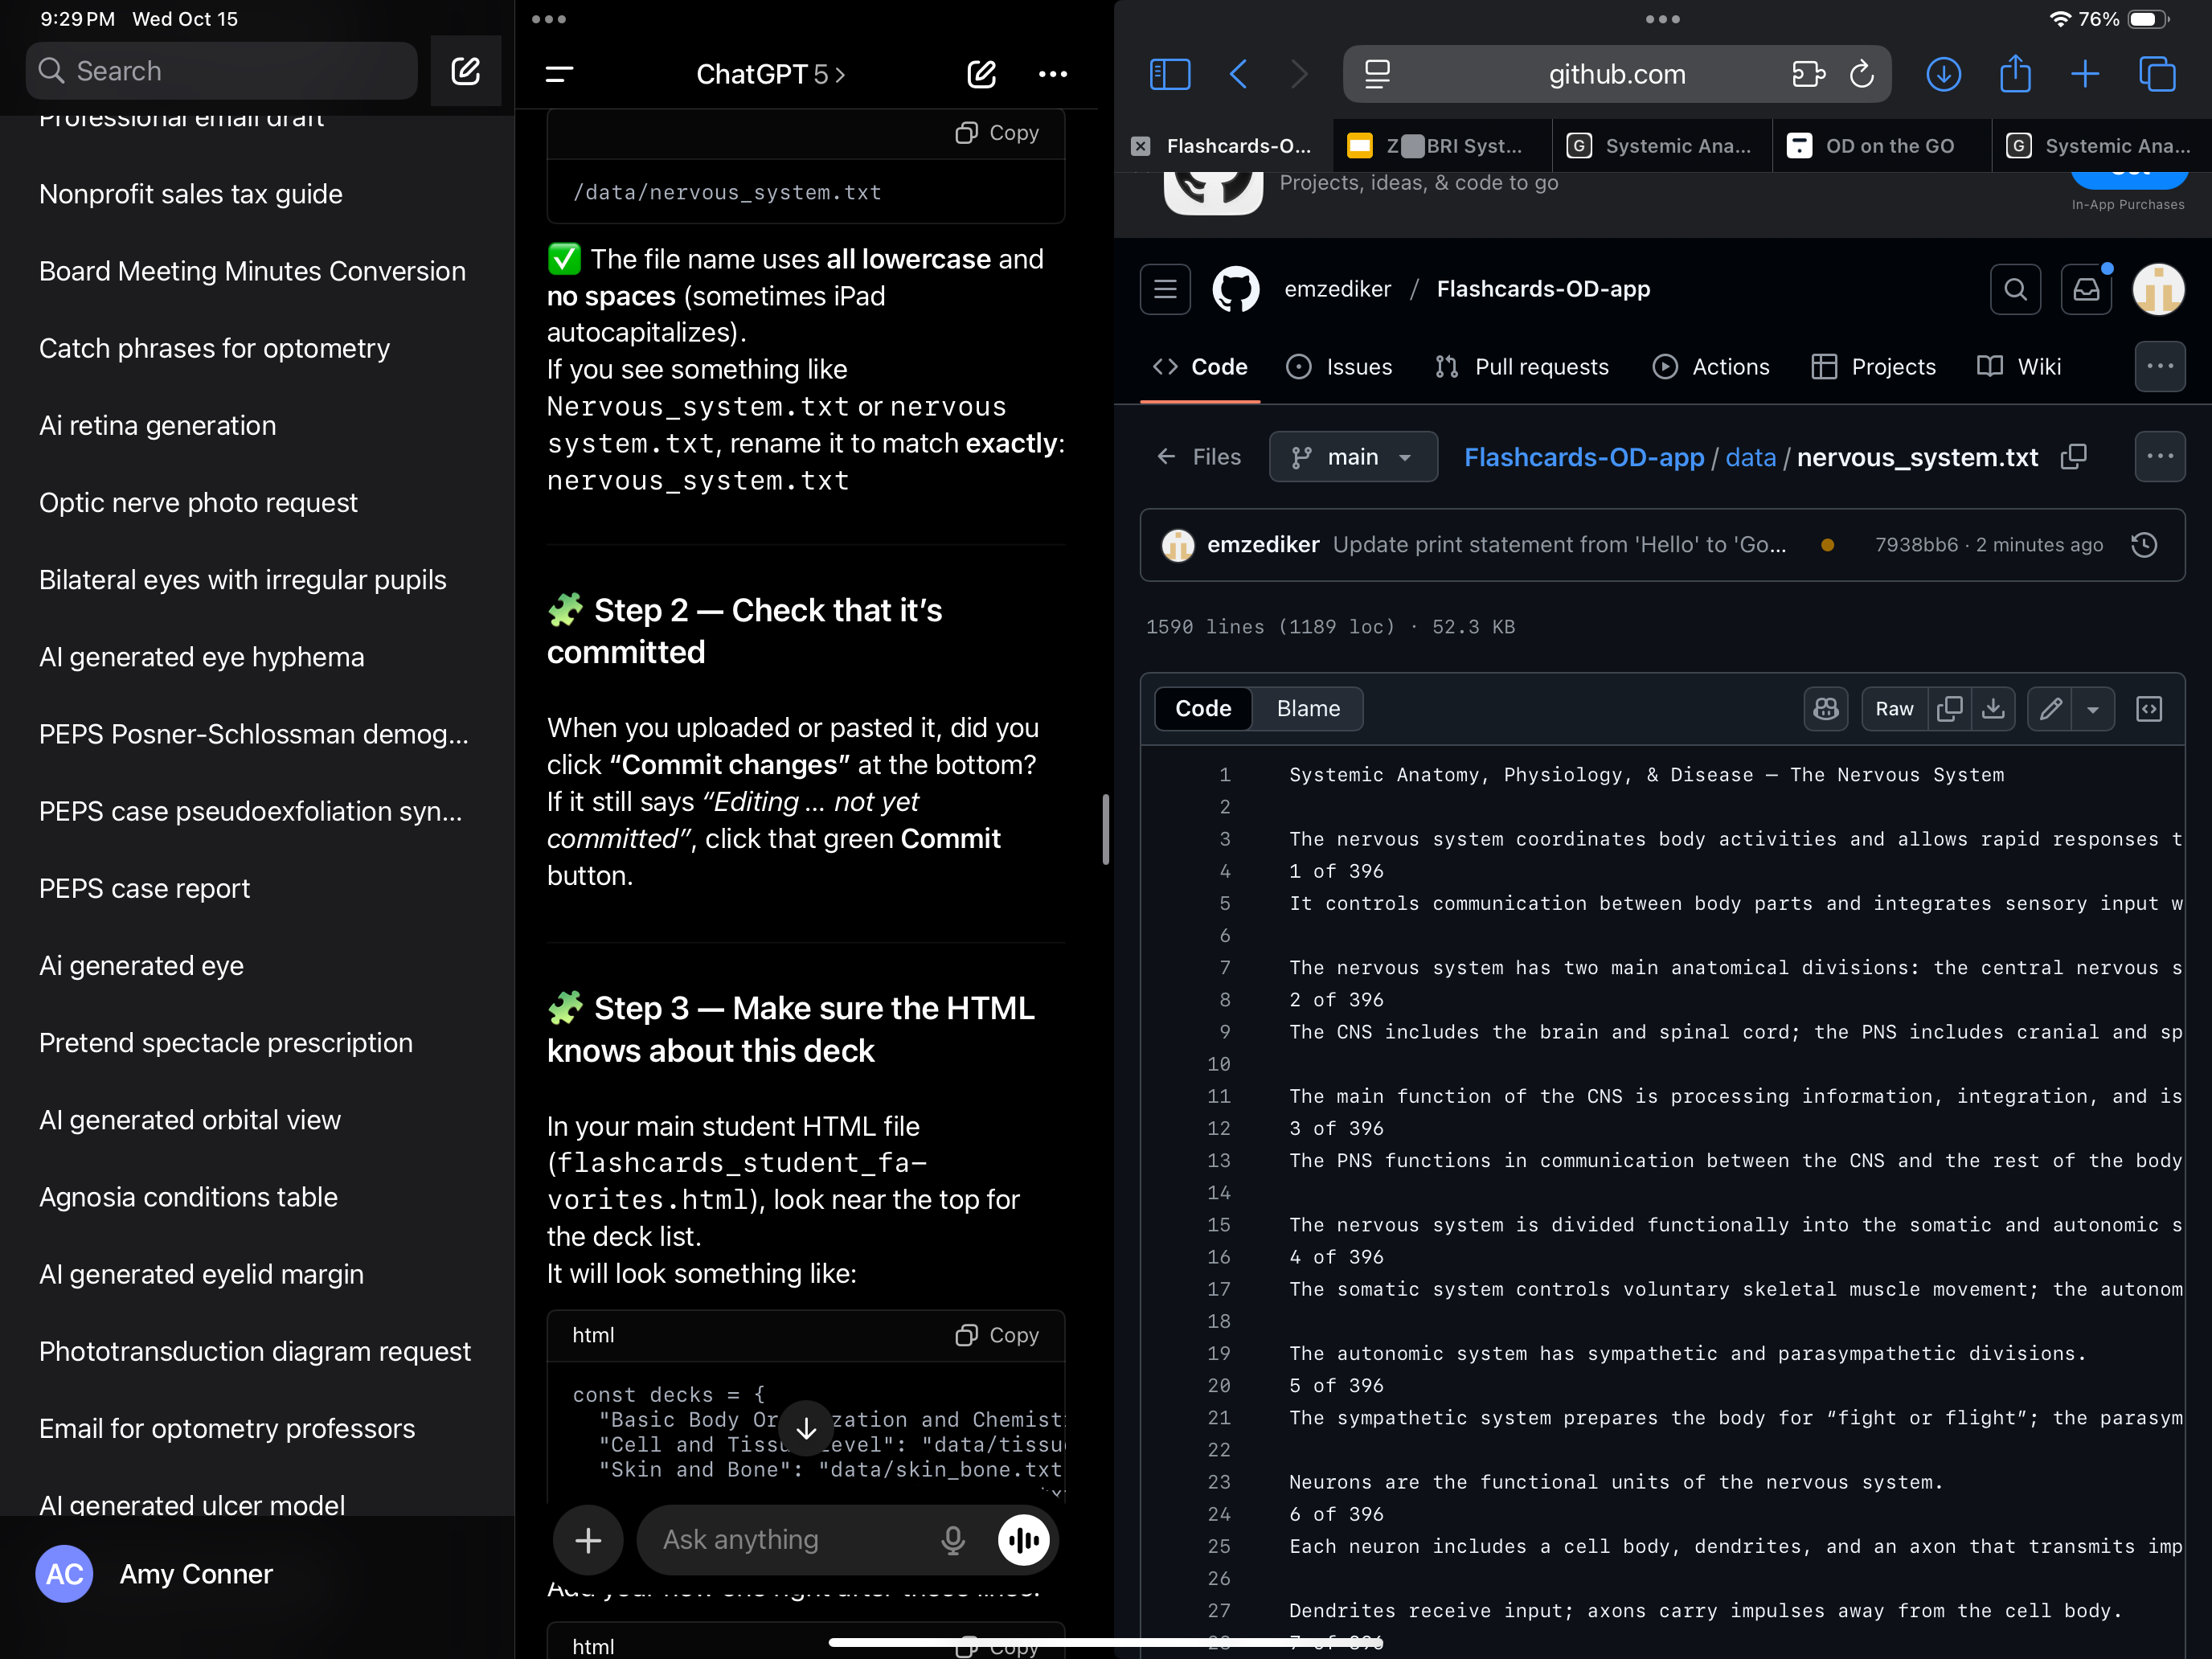 9:29 PM Wed Oct 15
Search
Professional email draft
Nonprofit sales tax guide
Board Meeting Minutes Conversion
Catch phrases for optometry
Ai retina generation
Optic nerve photo request
Bilateral eyes with irregular pupils
AI generated eye hyphema
PEPS Posner-Schlossman demog...
PEPS case pseudoexfoliation syn...
PEPS case report
Ai generated eye
Pretend spectacle prescription
AI generated orbital view
Agnosia conditions table
AI generated eyelid margin
Phototransduction diagram request
Email for optometry professors
AI generated ulcer model
AC Amy Conner
ChatGPT 5 >
Copy
/data/nervous_system.txt
✅ The file name uses all lowercase and
no spaces (sometimes iPad
autocapitalizes).
If you see something like
Nervous_system.txt or nervous
system.txt, rename it to match exactly:
nervous_system.txt
🧩 Step 2 — Check that it's
committed
When you uploaded or pasted it, did you
click “Commit changes” at the bottom?
If it still says “Editing … not yet
committed”, click that green Commit
button.
🧩 Step 3 — Make sure the HTML
knows about this deck
In your main student HTML file
(flashcards_student_fa-
vorites.html), look near the top for
the deck list.
It will look something like:
html Copy
const decks = {
"Basic Body Or zation and Chemist
"Cell and Tiss evel": "data/tissu
"Skin and Bone": "data/skin_bone.txt
Ask anything
Add your new one right after these lines:
html Copy
76%
github.com
Flashcards-O...
Z BRI Syst...
G Systemic Ana...
OD on the GO
G Systemic Ana...
Projects, ideas, & code to go
In-App Purchases
emzediker / Flashcards-OD-app
Code Issues Pull requests Actions Projects Wiki
← Files main Flashcards-OD-app / data / nervous_system.txt
emzediker Update print statement from 'Hello' to 'Go... 7938bb6 · 2 minutes ago
1590 lines (1189 loc) · 52.3 KB
Code Blame Raw
1 Systemic Anatomy, Physiology, & Disease — The Nervous System
2
3 The nervous system coordinates body activities and allows rapid responses t
4 1 of 396
5 It controls communication between body parts and integrates sensory input w
6
7 The nervous system has two main anatomical divisions: the central nervous s
8 2 of 396
9 The CNS includes the brain and spinal cord; the PNS includes cranial and sp
10
11 The main function of the CNS is processing information, integration, and is
12 3 of 396
13 The PNS functions in communication between the CNS and the rest of the body
14
15 The nervous system is divided functionally into the somatic and autonomic s
16 4 of 396
17 The somatic system controls voluntary skeletal muscle movement; the autonom
18
19 The autonomic system has sympathetic and parasympathetic divisions.
20 5 of 396
21 The sympathetic system prepares the body for “fight or flight”; the parasym
22
23 Neurons are the functional units of the nervous system.
24 6 of 396
25 Each neuron includes a cell body, dendrites, and an axon that transmits imp
26
27 Dendrites receive input; axons carry impulses away from the cell body.
28 7 of 396